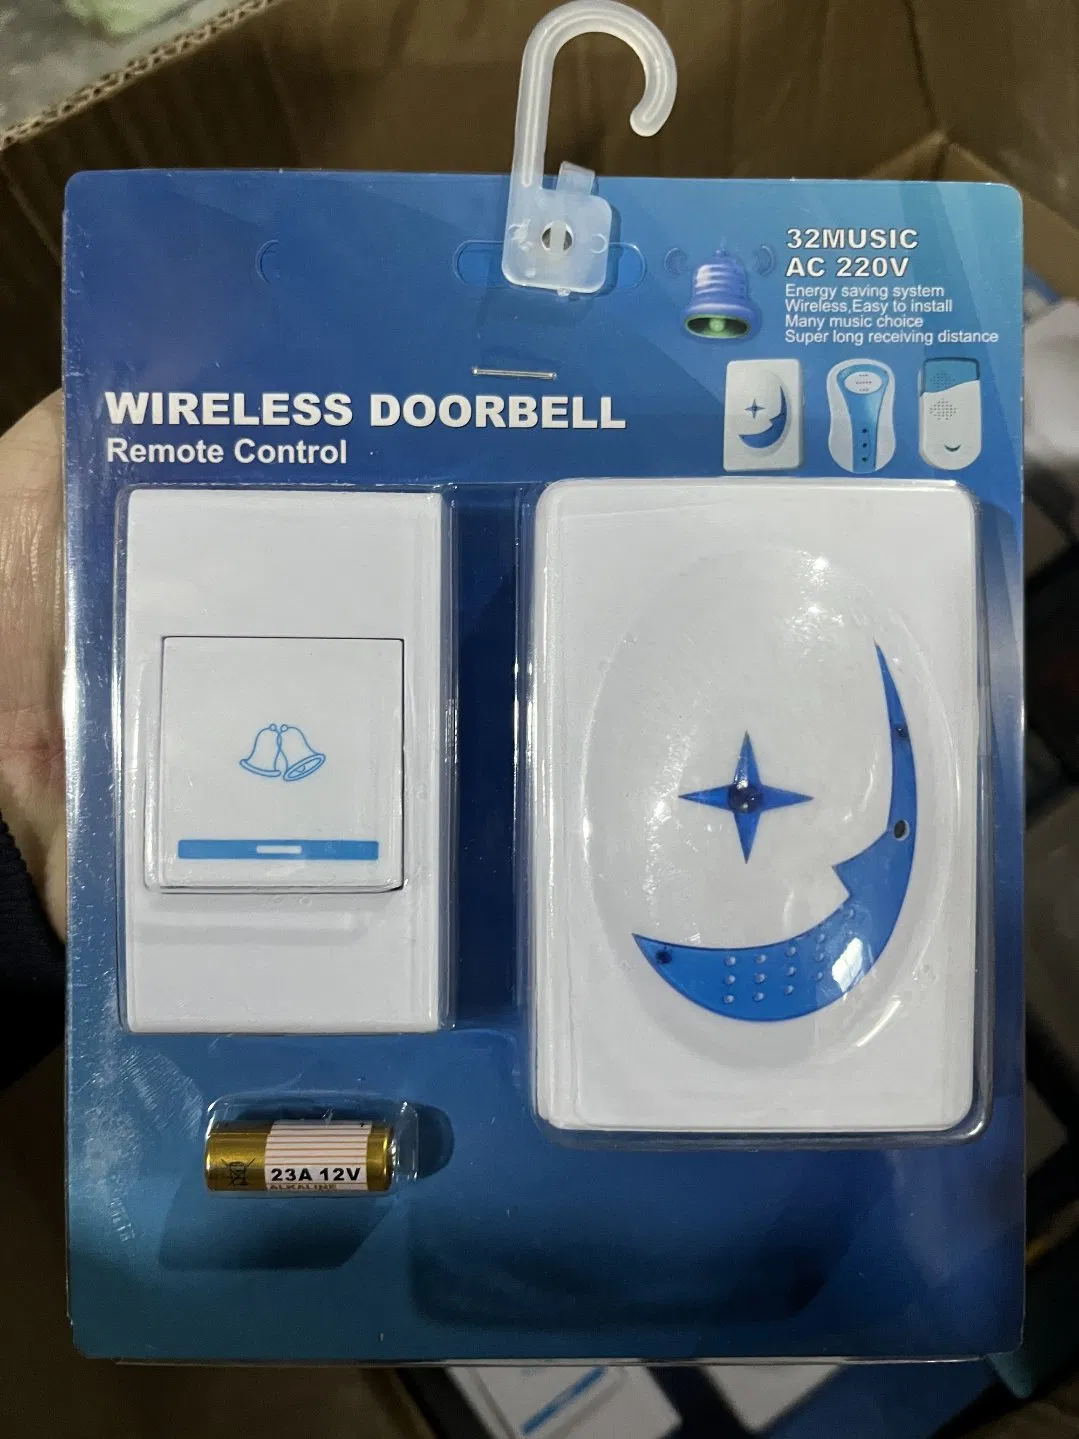 32MUSIC
AC 220V
Energy saving system
Wireless,Easy to install
Many music choice
Super long receiving distance
WIRELESS DOORBELL
Remote Control
23A 12V
ALKALINE